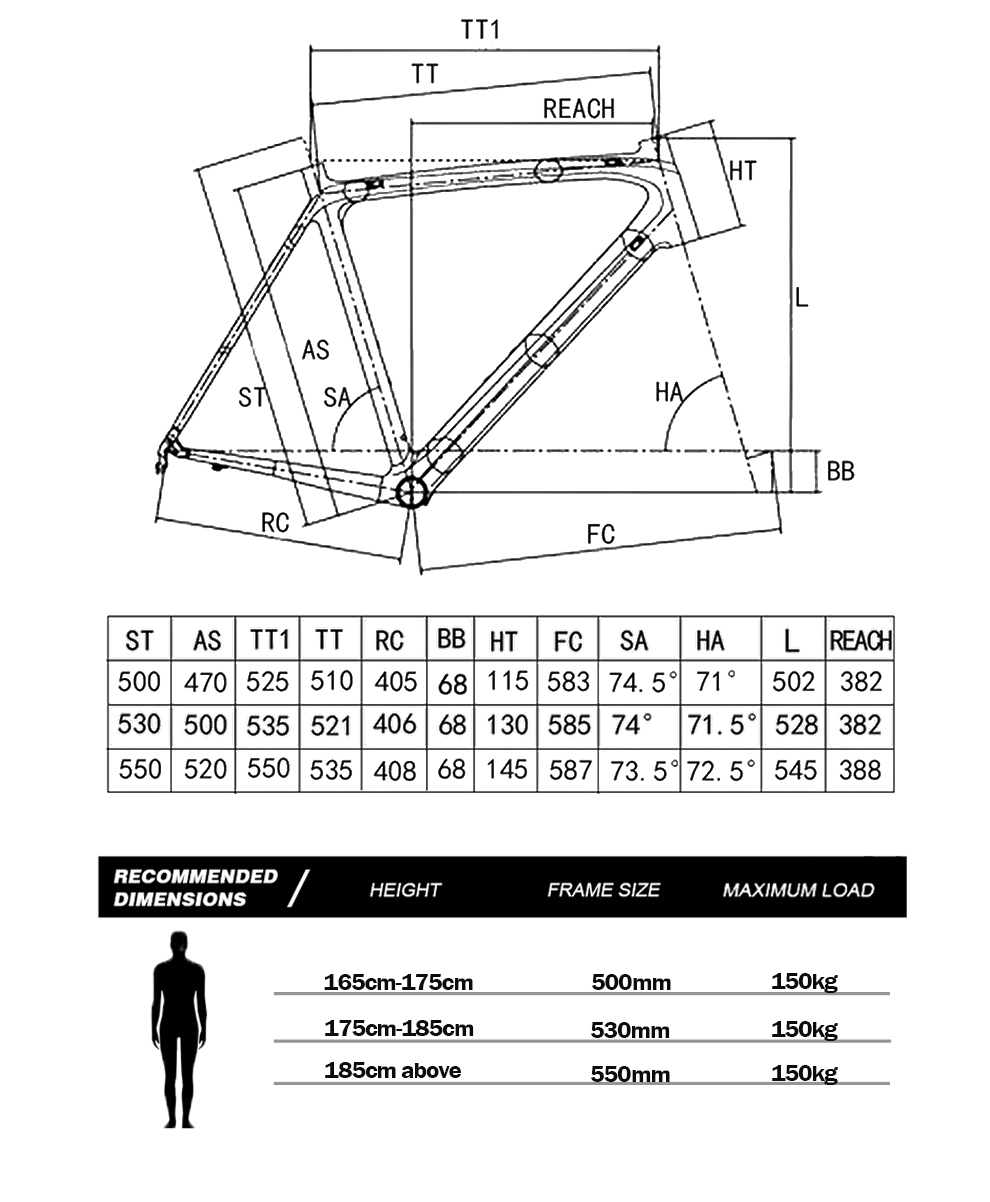 TT1
TT
REACH
HT
L
AS
ST
SA
HA
BB
RC
FC
ST AS TT1 TT RC BB HT FC SA HA L REACH
500 470 525 510 405 68 115 583 74.5° 71° 502 382
530 500 535 521 406 68 130 585 74° 71.5° 528 382
550 520 550 535 408 68 145 587 73.5° 72.5° 545 388
RECOMMENDED
DIMENSIONS / HEIGHT FRAME SIZE MAXIMUM LOAD
165cm-175cm 500mm 150kg
175cm-185cm 530mm 150kg
185cm above 550mm 150kg